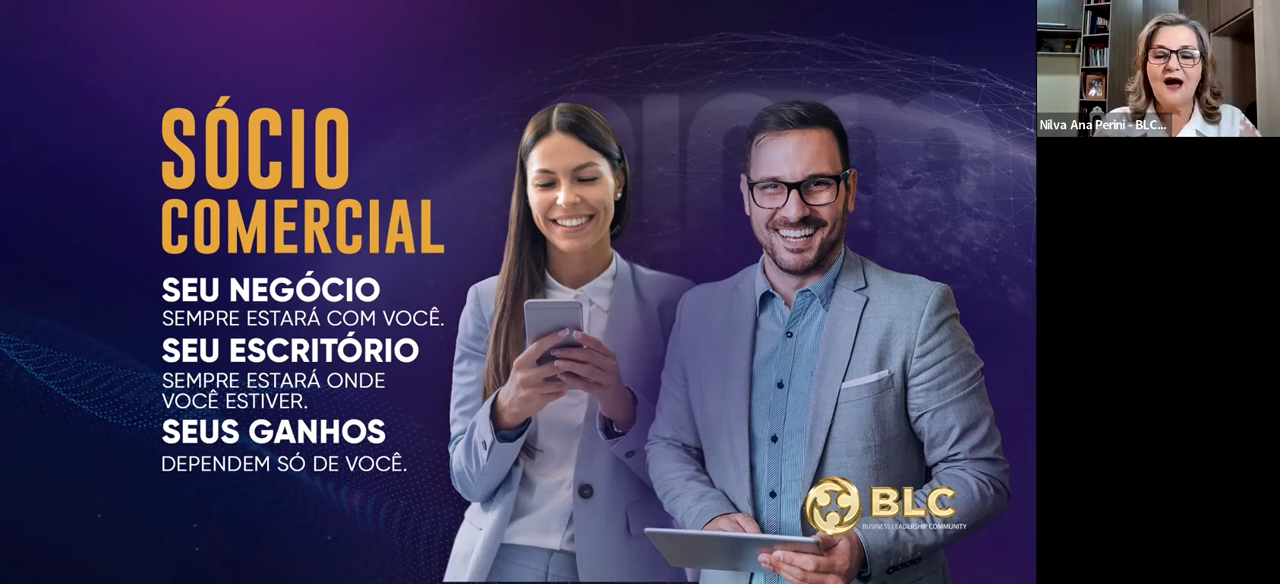 SÓCIO
COMERCIAL
SEU NEGÓCIO
SEMPRE ESTARÁ COM VOCÊ.
SEU ESCRITÓRIO
SEMPRE ESTARÁ ONDE
VOCÊ ESTIVER.
SEUS GANHOS
DEPENDEM SÓ DE VOCÊ.
BLC
BUSINESS LEADERSHIP COMMUNITY
Nilva Ana Perini - BLC...